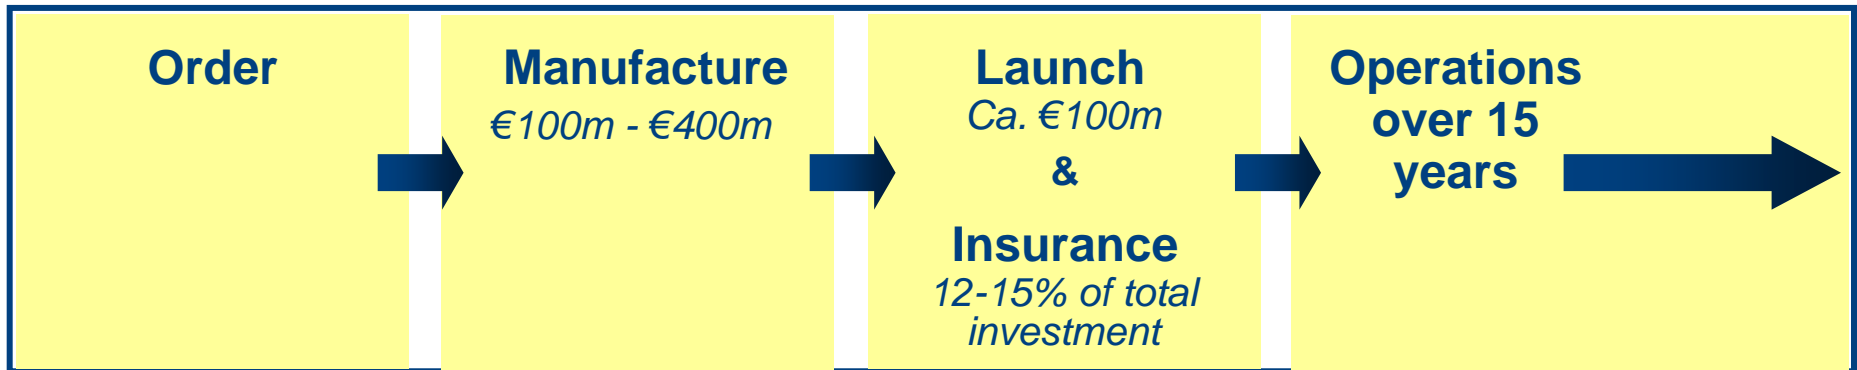 Order
Manufacture
€100m - €400m
Launch
Ca. €100m
&
Insurance
12-15% of total
investment
Operations
over 15
years